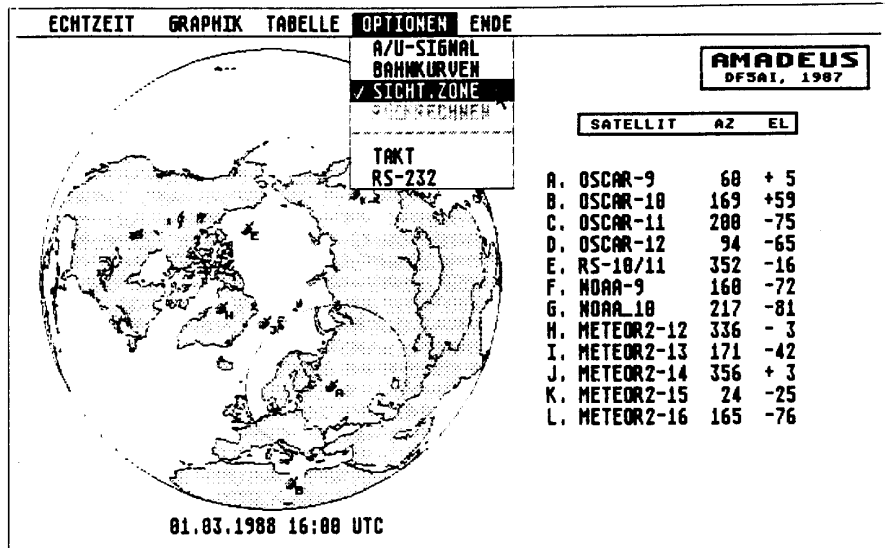 ECHTZEIT GRAPHIK TABELLE OPTIONEN ENDE
A/U-SIGNAL
BAHNKURVEN
✓ SICHT.ZONE
TAKT
RS-232
AMADEUS
DF5AI, 1987
SATELLIT AZ EL
A. OSCAR-9 60 + 5
B. OSCAR-10 169 +59
C. OSCAR-11 200 -75
D. OSCAR-12 94 -65
E. RS-10/11 352 -16
F. NOAA-9 160 -72
G. NOAA_10 217 -81
H. METEOR2-12 336 - 3
I. METEOR2-13 171 -42
J. METEOR2-14 356 + 3
K. METEOR2-15 24 -25
L. METEOR2-16 165 -76
E
H
A
B
01.03.1988 16:00 UTC